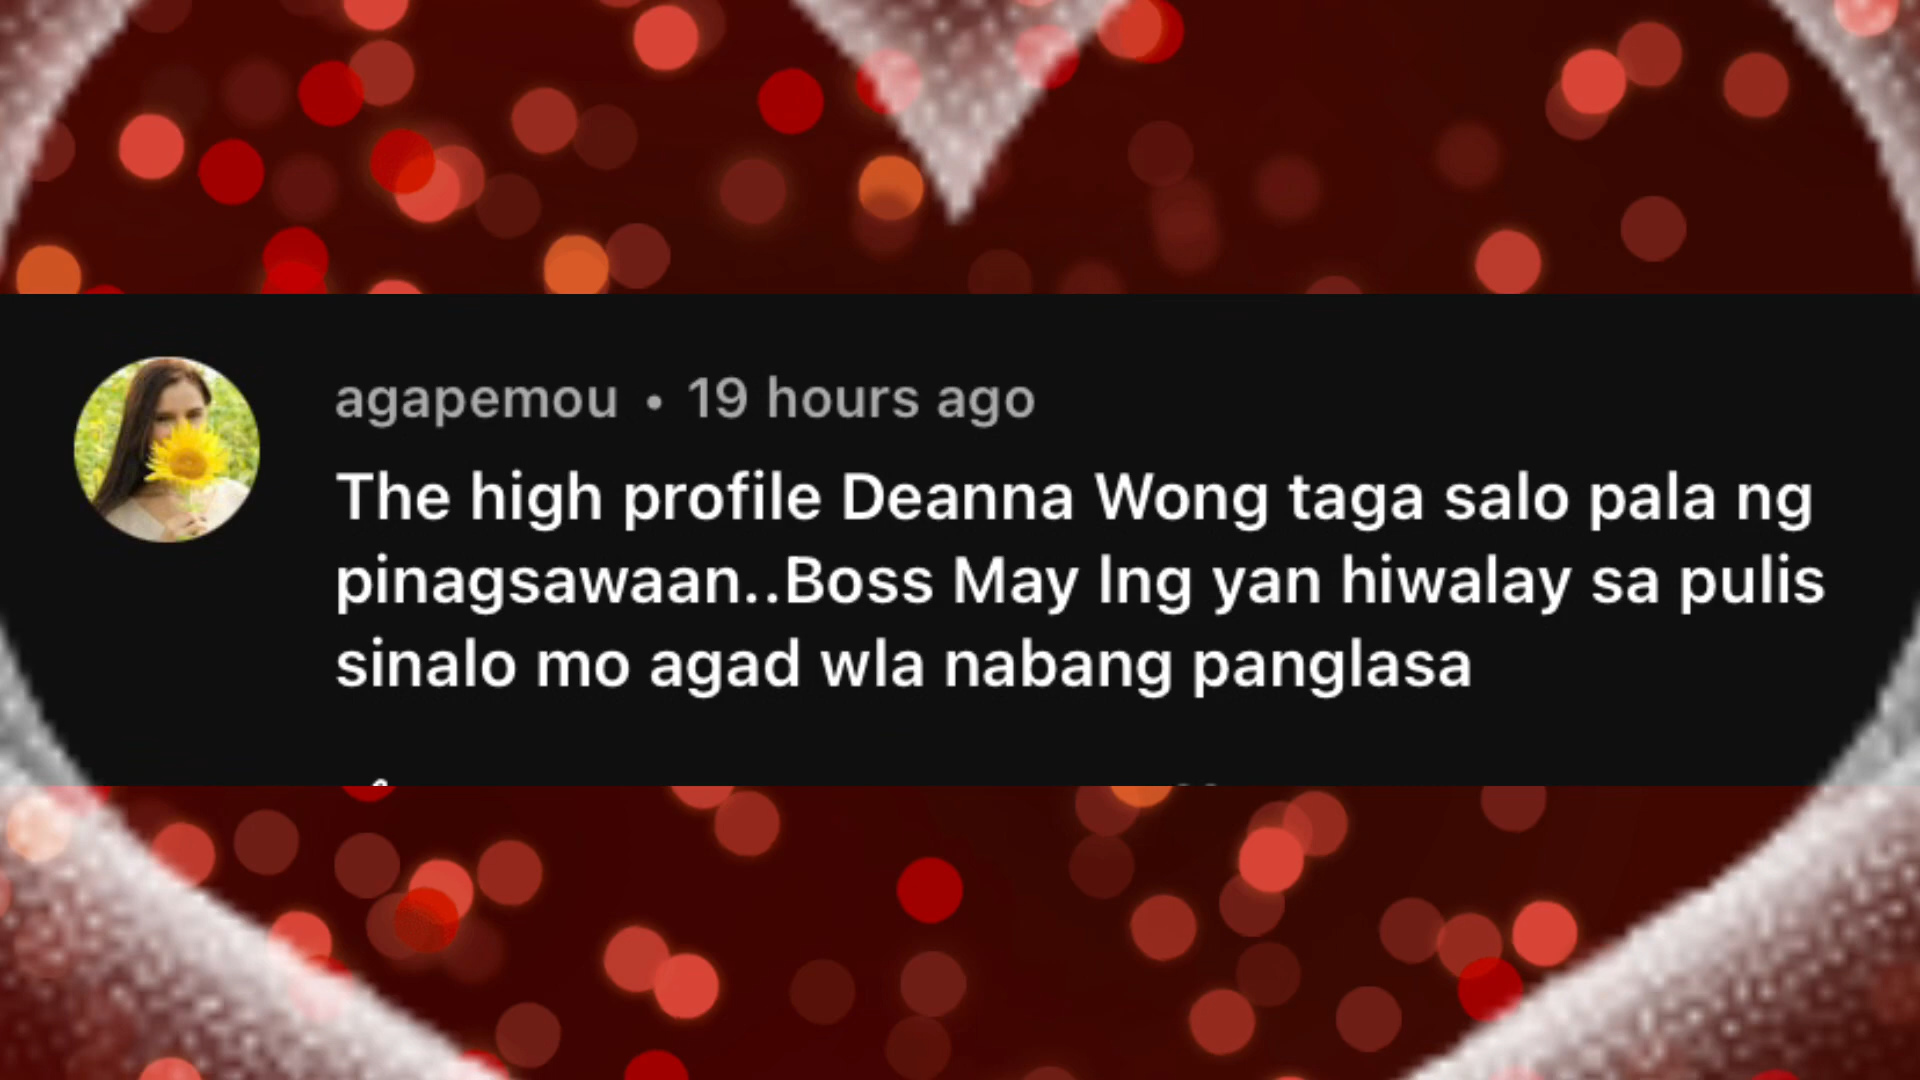 agapemou • 19 hours ago
The high profile Deanna Wong taga salo pala ng
pinagsawaan..Boss May lng yan hiwalay sa pulis
sinalo mo agad wla nabang panglasa